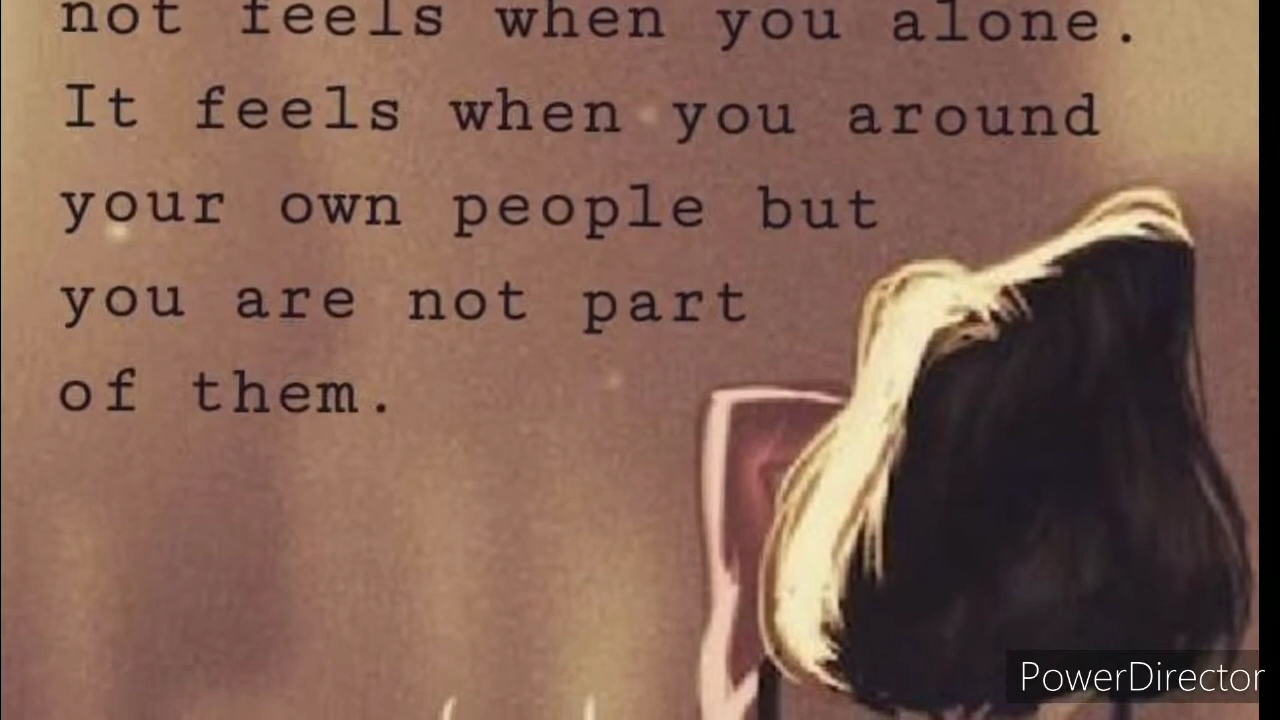 not feels when you alone.
It feels when you around
your own people but
you are not part
of them.
PowerDirector